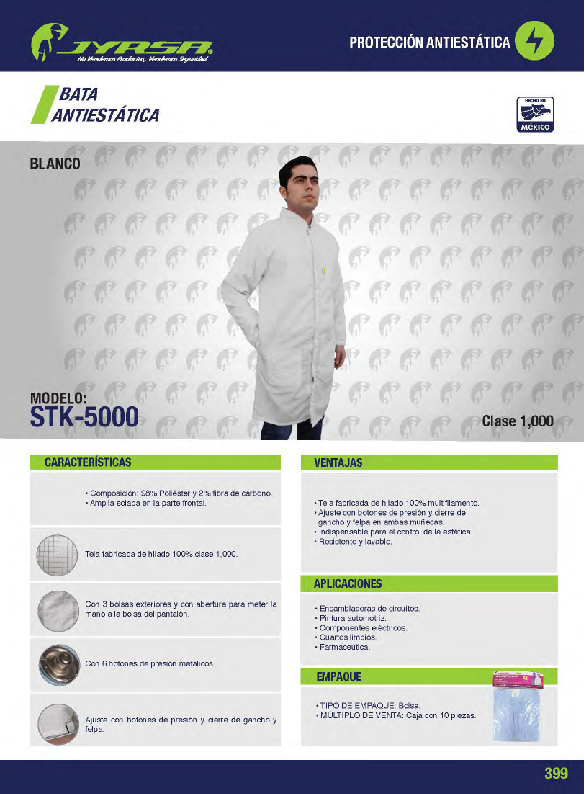 JYRSA®
No Vendemos Productos, Vendemos Seguridad
PROTECCIÓN ANTIESTÁTICA
BATA
ANTIESTÁTICA
HECHO EN
MÉXICO
BLANCO
MODELO:
STK-5000
Clase 1,000
CARACTERÍSTICAS
• Composición: 98% Poliéster y 2% fibra de carbono.
• Amplia solapa en la parte frontal.
Tela fabricada de hilado 100% clase 1,000.
Con 3 bolsas exteriores y con abertura para meter la
mano a la bolsa del pantalón.
Con 6 botones de presión metálicos.
Ajuste con botones de presión y cierre de gancho y
felpa.
VENTAJAS
• Tela fabricada de hilado 100% multifilamento.
• Ajuste con botones de presión y cierre de
gancho y felpa en ambas muñecas.
• Indispensable para el control de la estática.
• Resistente y lavable.
APLICACIONES
• Ensambladoras de circuitos.
• Pintura automotriz.
• Componentes eléctricos.
• Cuartos limpios.
• Farmaceutica.
EMPAQUE
• TIPO DE EMPAQUE: Bolsa.
• MULTIPLO DE VENTA: Caja con 10 piezas.
399